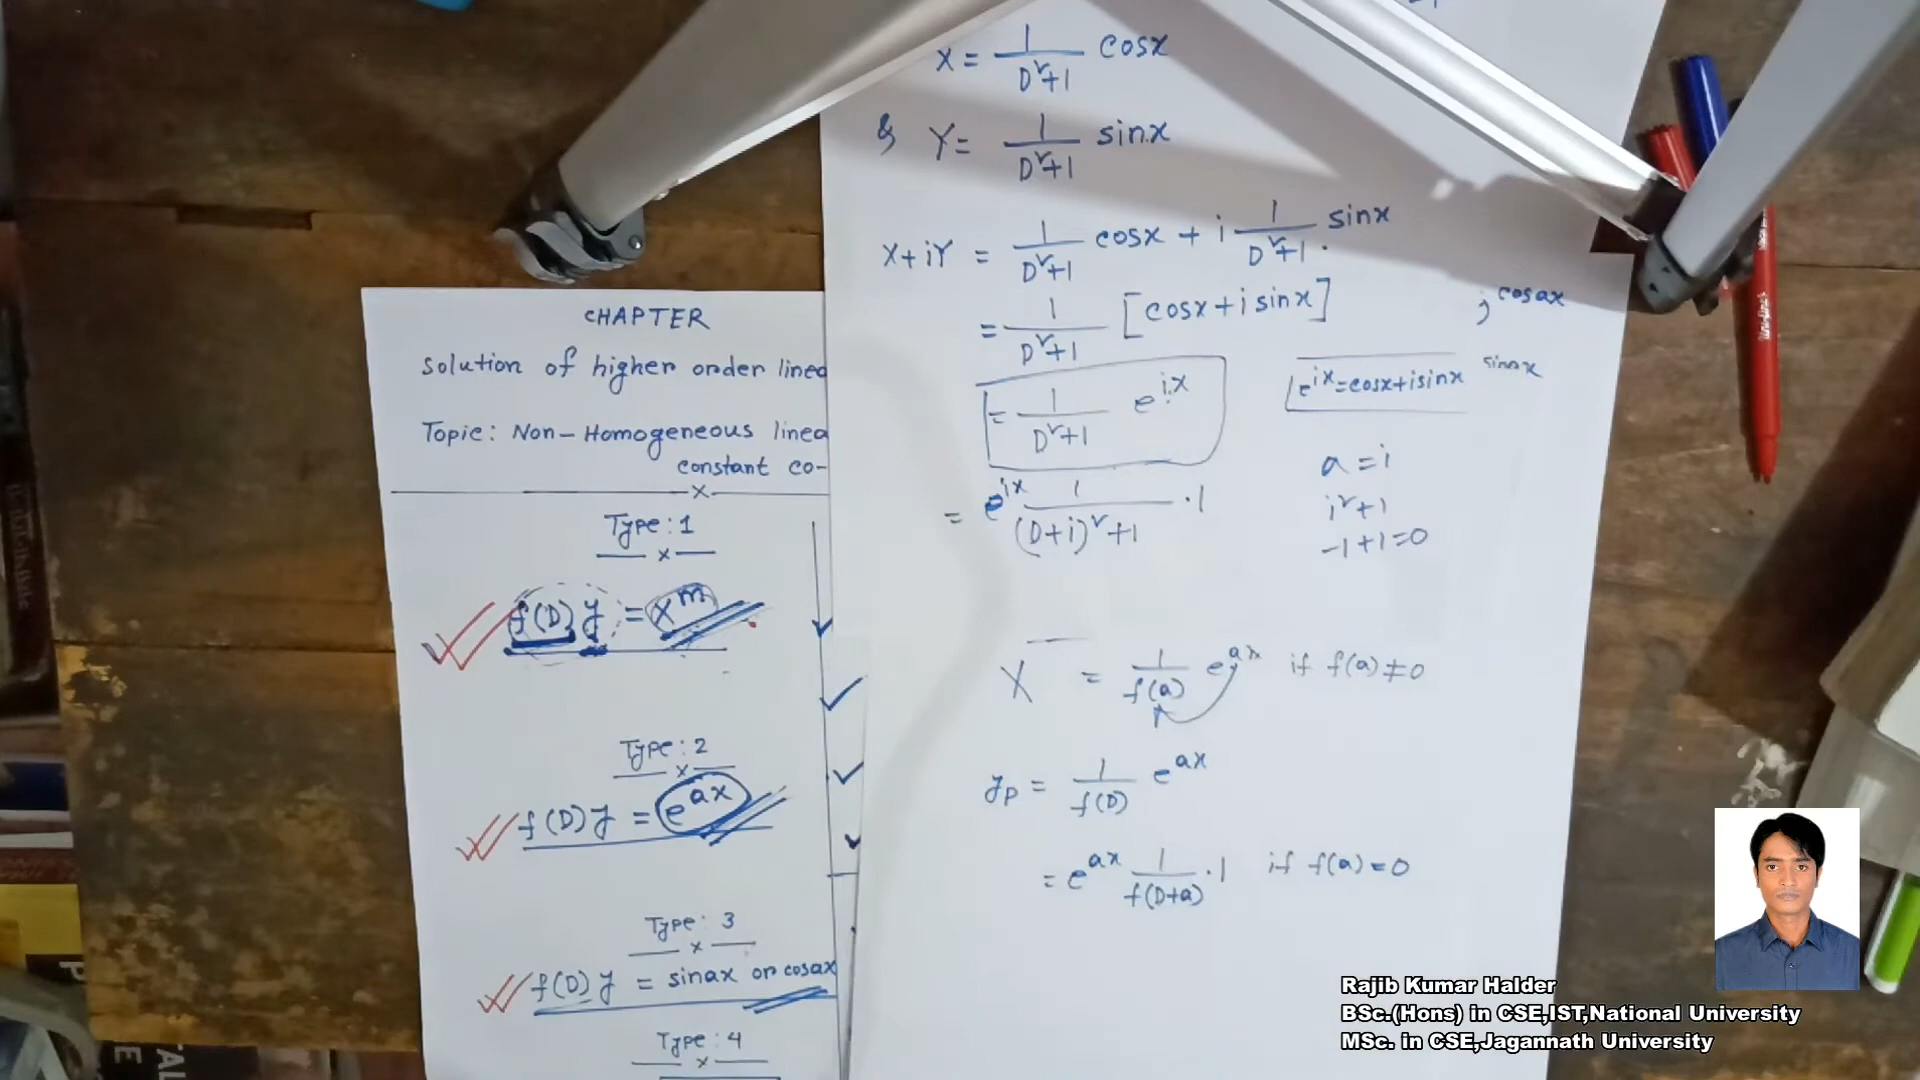 CHAPTER
Solution of higher order linea
Topic: Non-Homogeneous linea
constant co-
x
Type: 1
x
f(D) y = x^m
Type: 2
x
f(D) y = e^ax
Type: 3
x
f(D) y = sinax or cosax
Type: 4
x
X = 1/(D²+1) cosx
& Y = 1/(D²+1) sinx
X+iY = 1/(D²+1) cosx + i 1/(D²+1) sinx
= 1/(D²+1) [cosx+i sinx]
; cosax
sinax
= 1/(D²+1) e^ix
e^ix=cosx+isinx
a = i
i²+1
-1+1=0
= e^ix 1/((D+i)²+1) .1
X = 1/f(a) e^ax if f(a)≠0
yp = 1/f(D) e^ax
= e^ax 1/f(D+a) .1 if f(a)=0
Rajib Kumar Halder
BSc.(Hons) in CSE,IST,National University
MSc. in CSE,Jagannath University